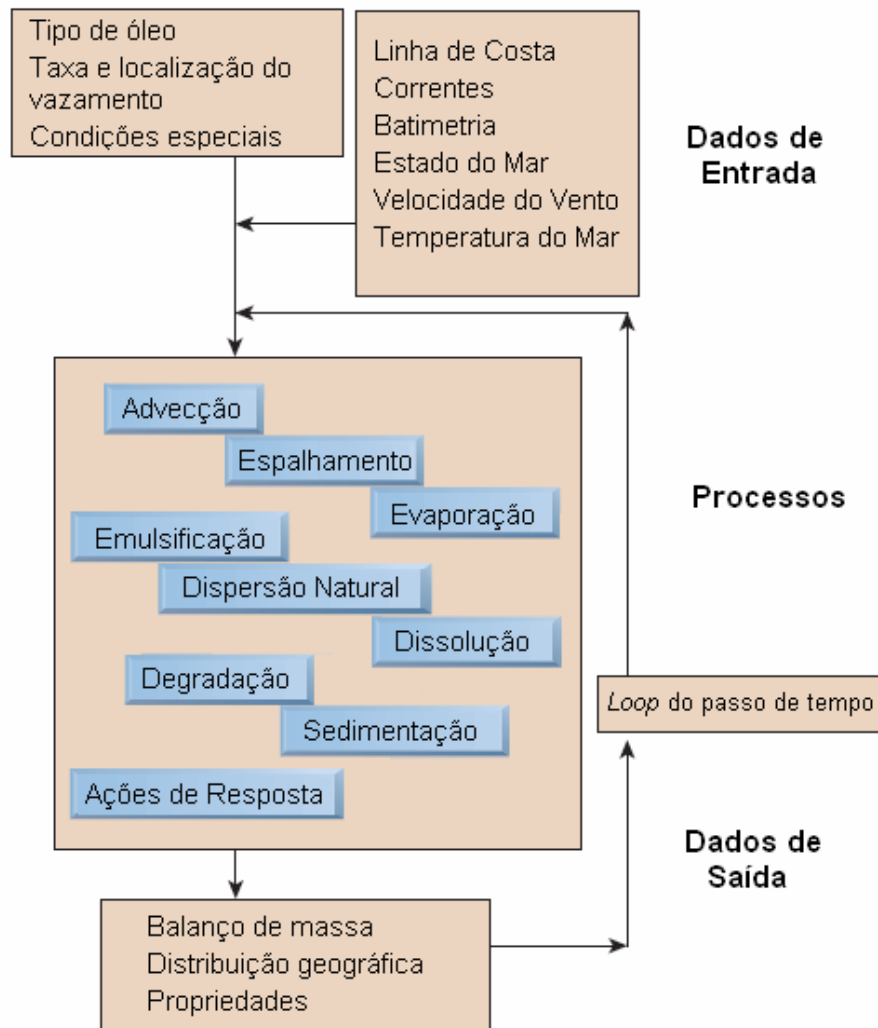 Tipo de óleo
Taxa e localização do
vazamento
Condições especiais
Linha de Costa
Correntes
Batimetria
Estado do Mar
Velocidade do Vento
Temperatura do Mar
Dados de
Entrada
Advecção
Espalhamento
Evaporação
Emulsificação
Dispersão Natural
Dissolução
Degradação
Sedimentação
Ações de Resposta
Processos
Loop do passo de tempo
Dados de
Saída
Balanço de massa
Distribuição geográfica
Propriedades